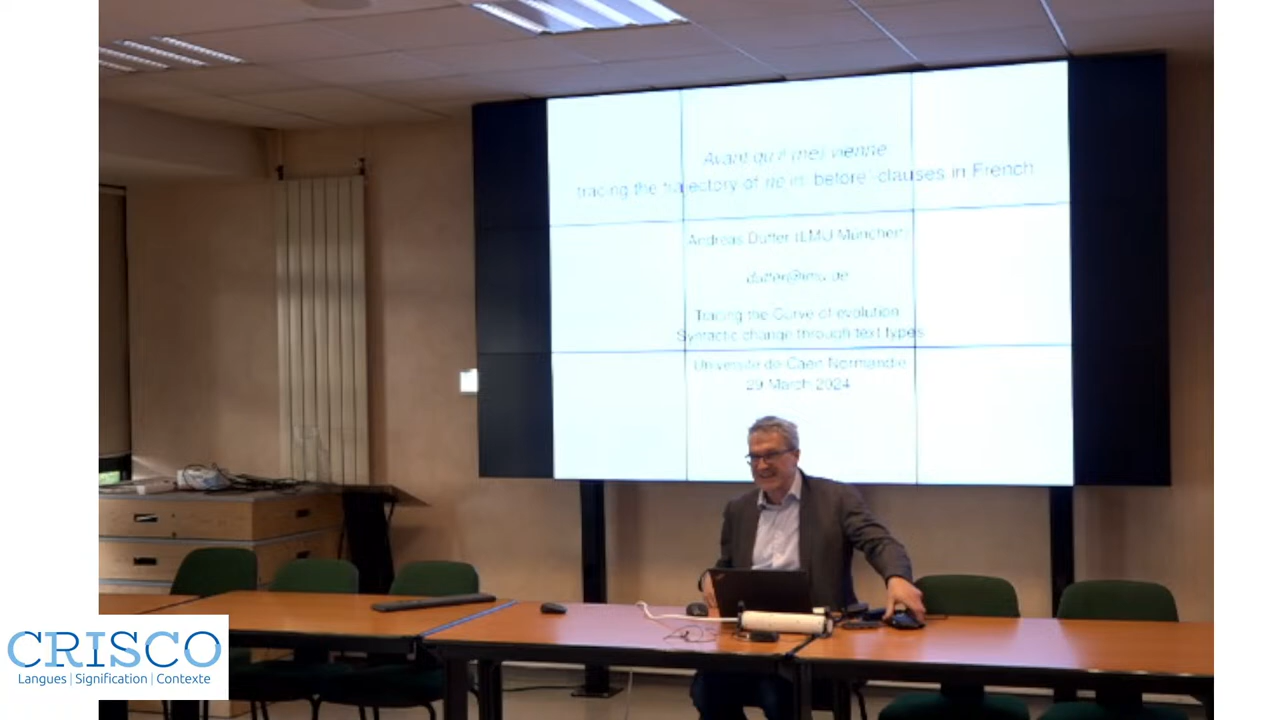 Avant qu'il (ne) vienne
tracing the trajectory of ne in 'before'-clauses in French
Andreas Dufter (LMU München)
dufter@lmu.de
Tracing the Curve of evolution
Syntactic change through text types
Université de Caen Normandie
29 March 2024
CRISCO
Langues | Signification | Contexte